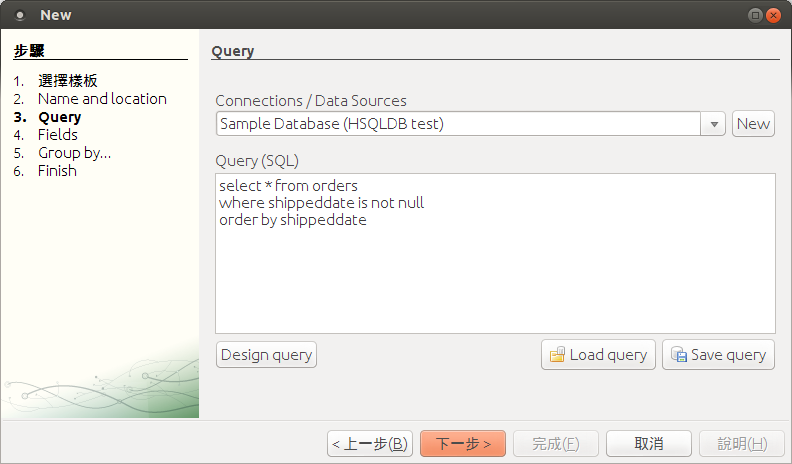 New
步驟
1. 選擇樣板
2. Name and location
3. Query
4. Fields
5. Group by...
6. Finish
Query
Connections / Data Sources
Sample Database (HSQLDB test)
New
Query (SQL)
select * from orders
where shippeddate is not null
order by shippeddate
Design query
Load query
Save query
< 上一步(B)
下一步 >
完成(F)
取消
說明(H)